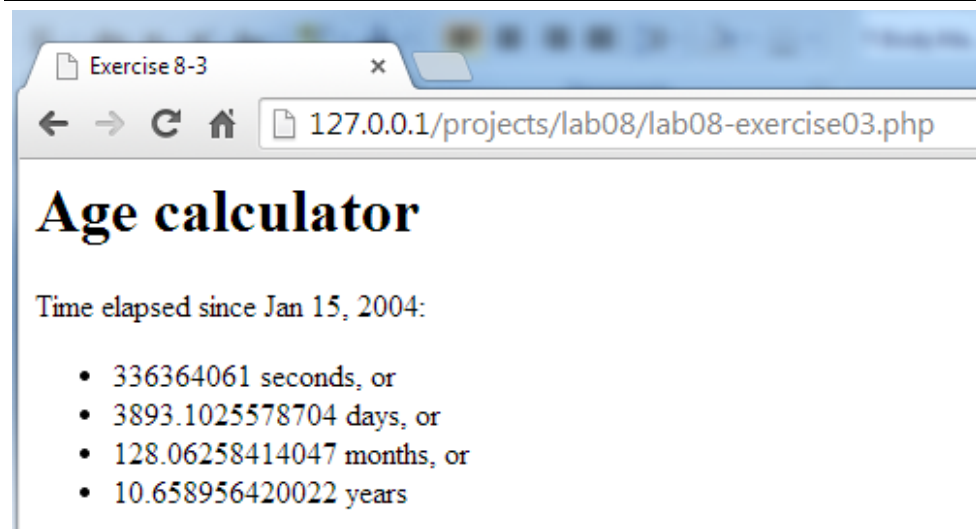 Exercise 8-3
127.0.0.1/projects/lab08/lab08-exercise03.php
Age calculator
Time elapsed since Jan 15, 2004:
336364061 seconds, or
3893.1025578704 days, or
128.06258414047 months, or
10.658956420022 years